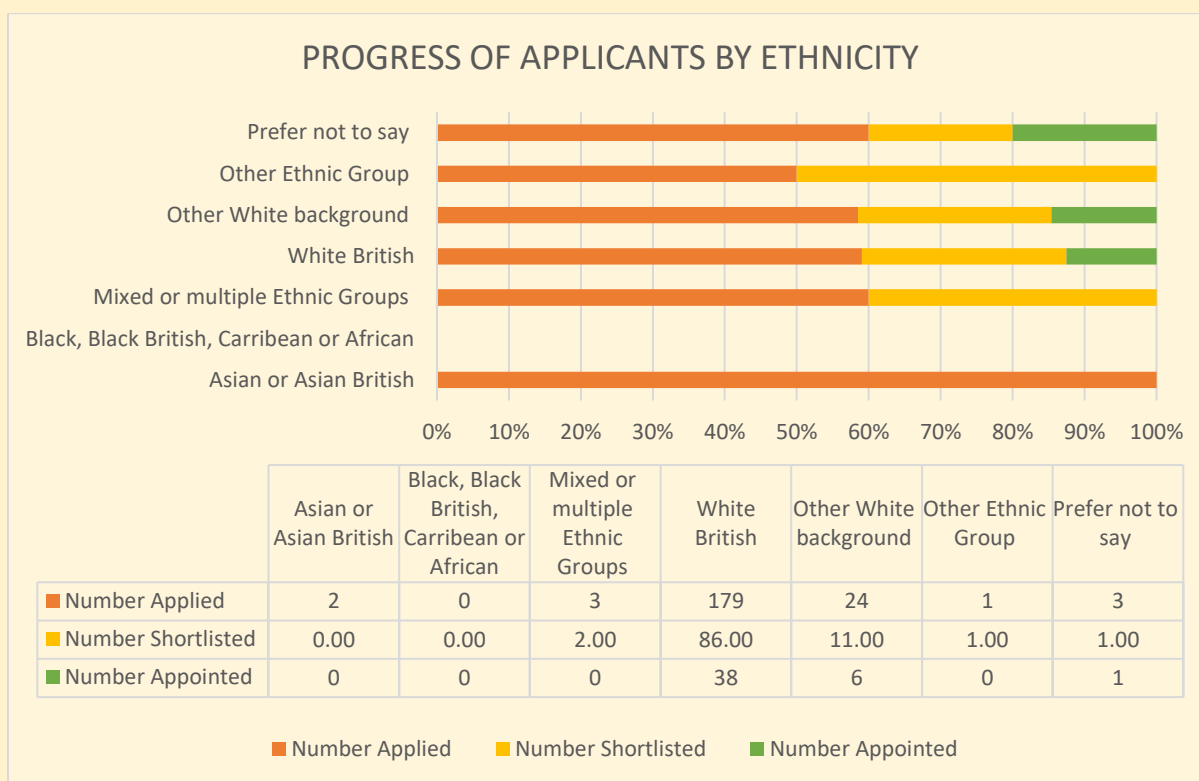 PROGRESS OF APPLICANTS BY ETHNICITY
Prefer not to say
Other Ethnic Group
Other White background
White British
Mixed or multiple Ethnic Groups
Black, Black British, Carribean or African
Asian or Asian British
0% 10% 20% 30% 40% 50% 60% 70% 80% 90% 100%
Asian or
Asian British
Black, Black
British,
Carribean or
African
Mixed or
multiple
Ethnic
Groups
White
British
Other White
background
Other Ethnic
Group
Prefer not to
say
Number Applied 2 0 3 179 24 1 3
Number Shortlisted 0.00 0.00 2.00 86.00 11.00 1.00 1.00
Number Appointed 0 0 0 38 6 0 1
Number Applied Number Shortlisted Number Appointed